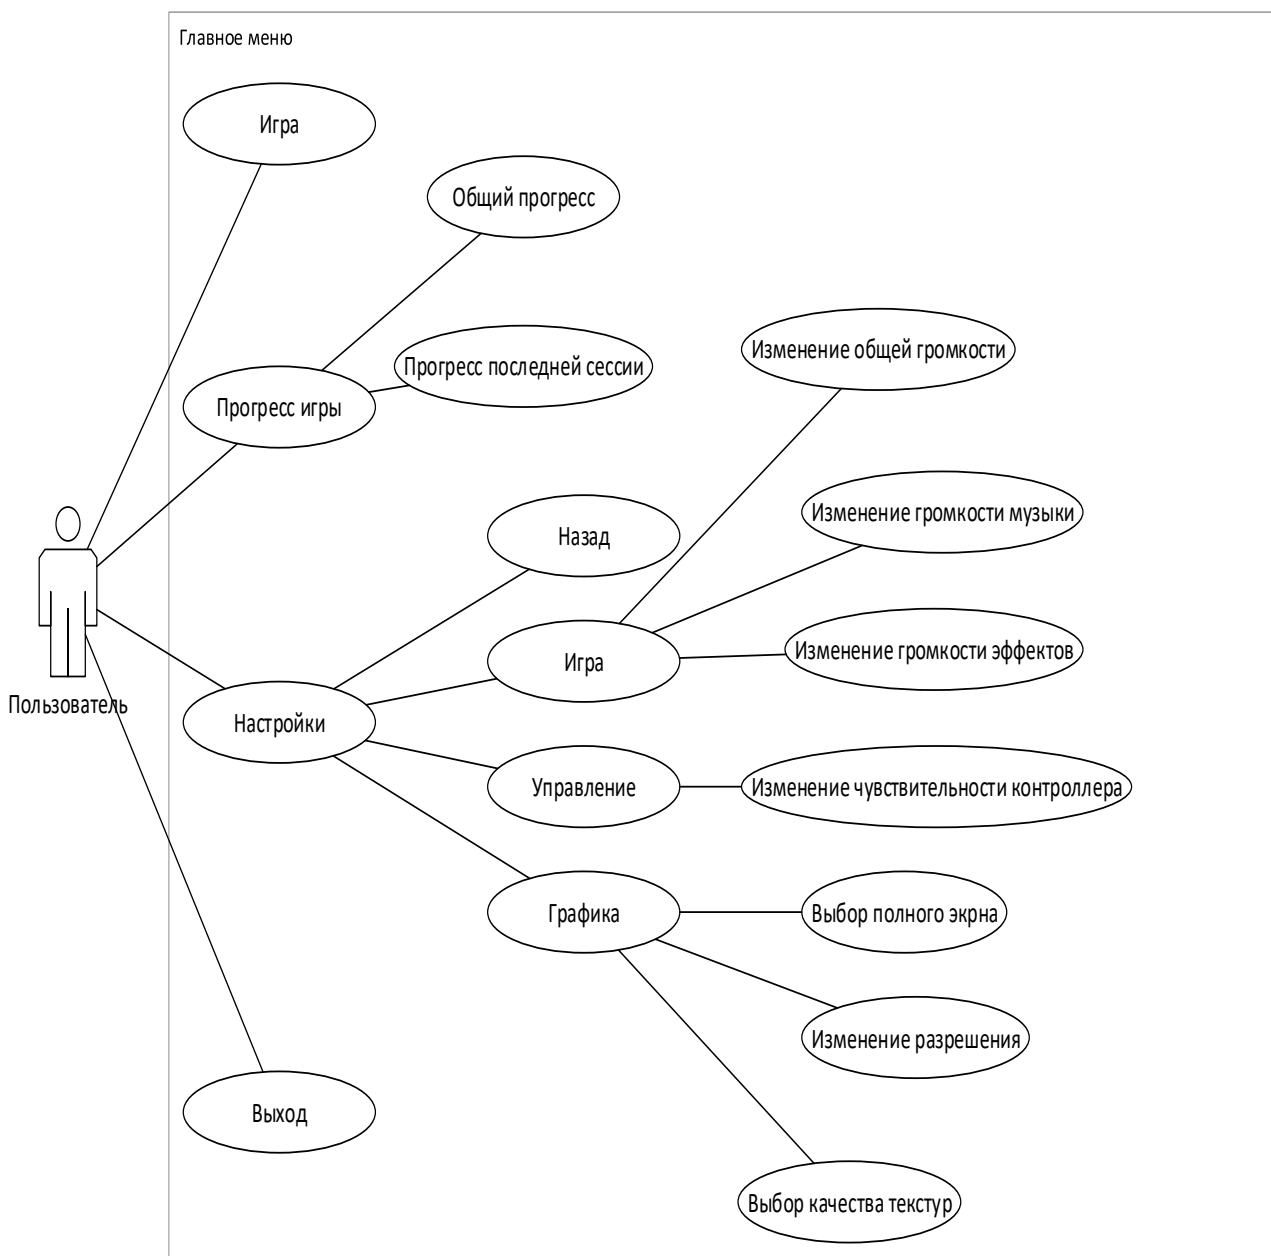 Главное меню
Игра
Общий прогресс
Изменение общей громкости
Прогресс последней сессии
Прогресс игры
Изменение громкости музыки
Назад
Изменение громкости эффектов
Игра
Пользователь
Настройки
Управление
Изменение чувствительности контроллера
Графика
Выбор полного экрна
Изменение разрешения
Выход
Выбор качества текстур